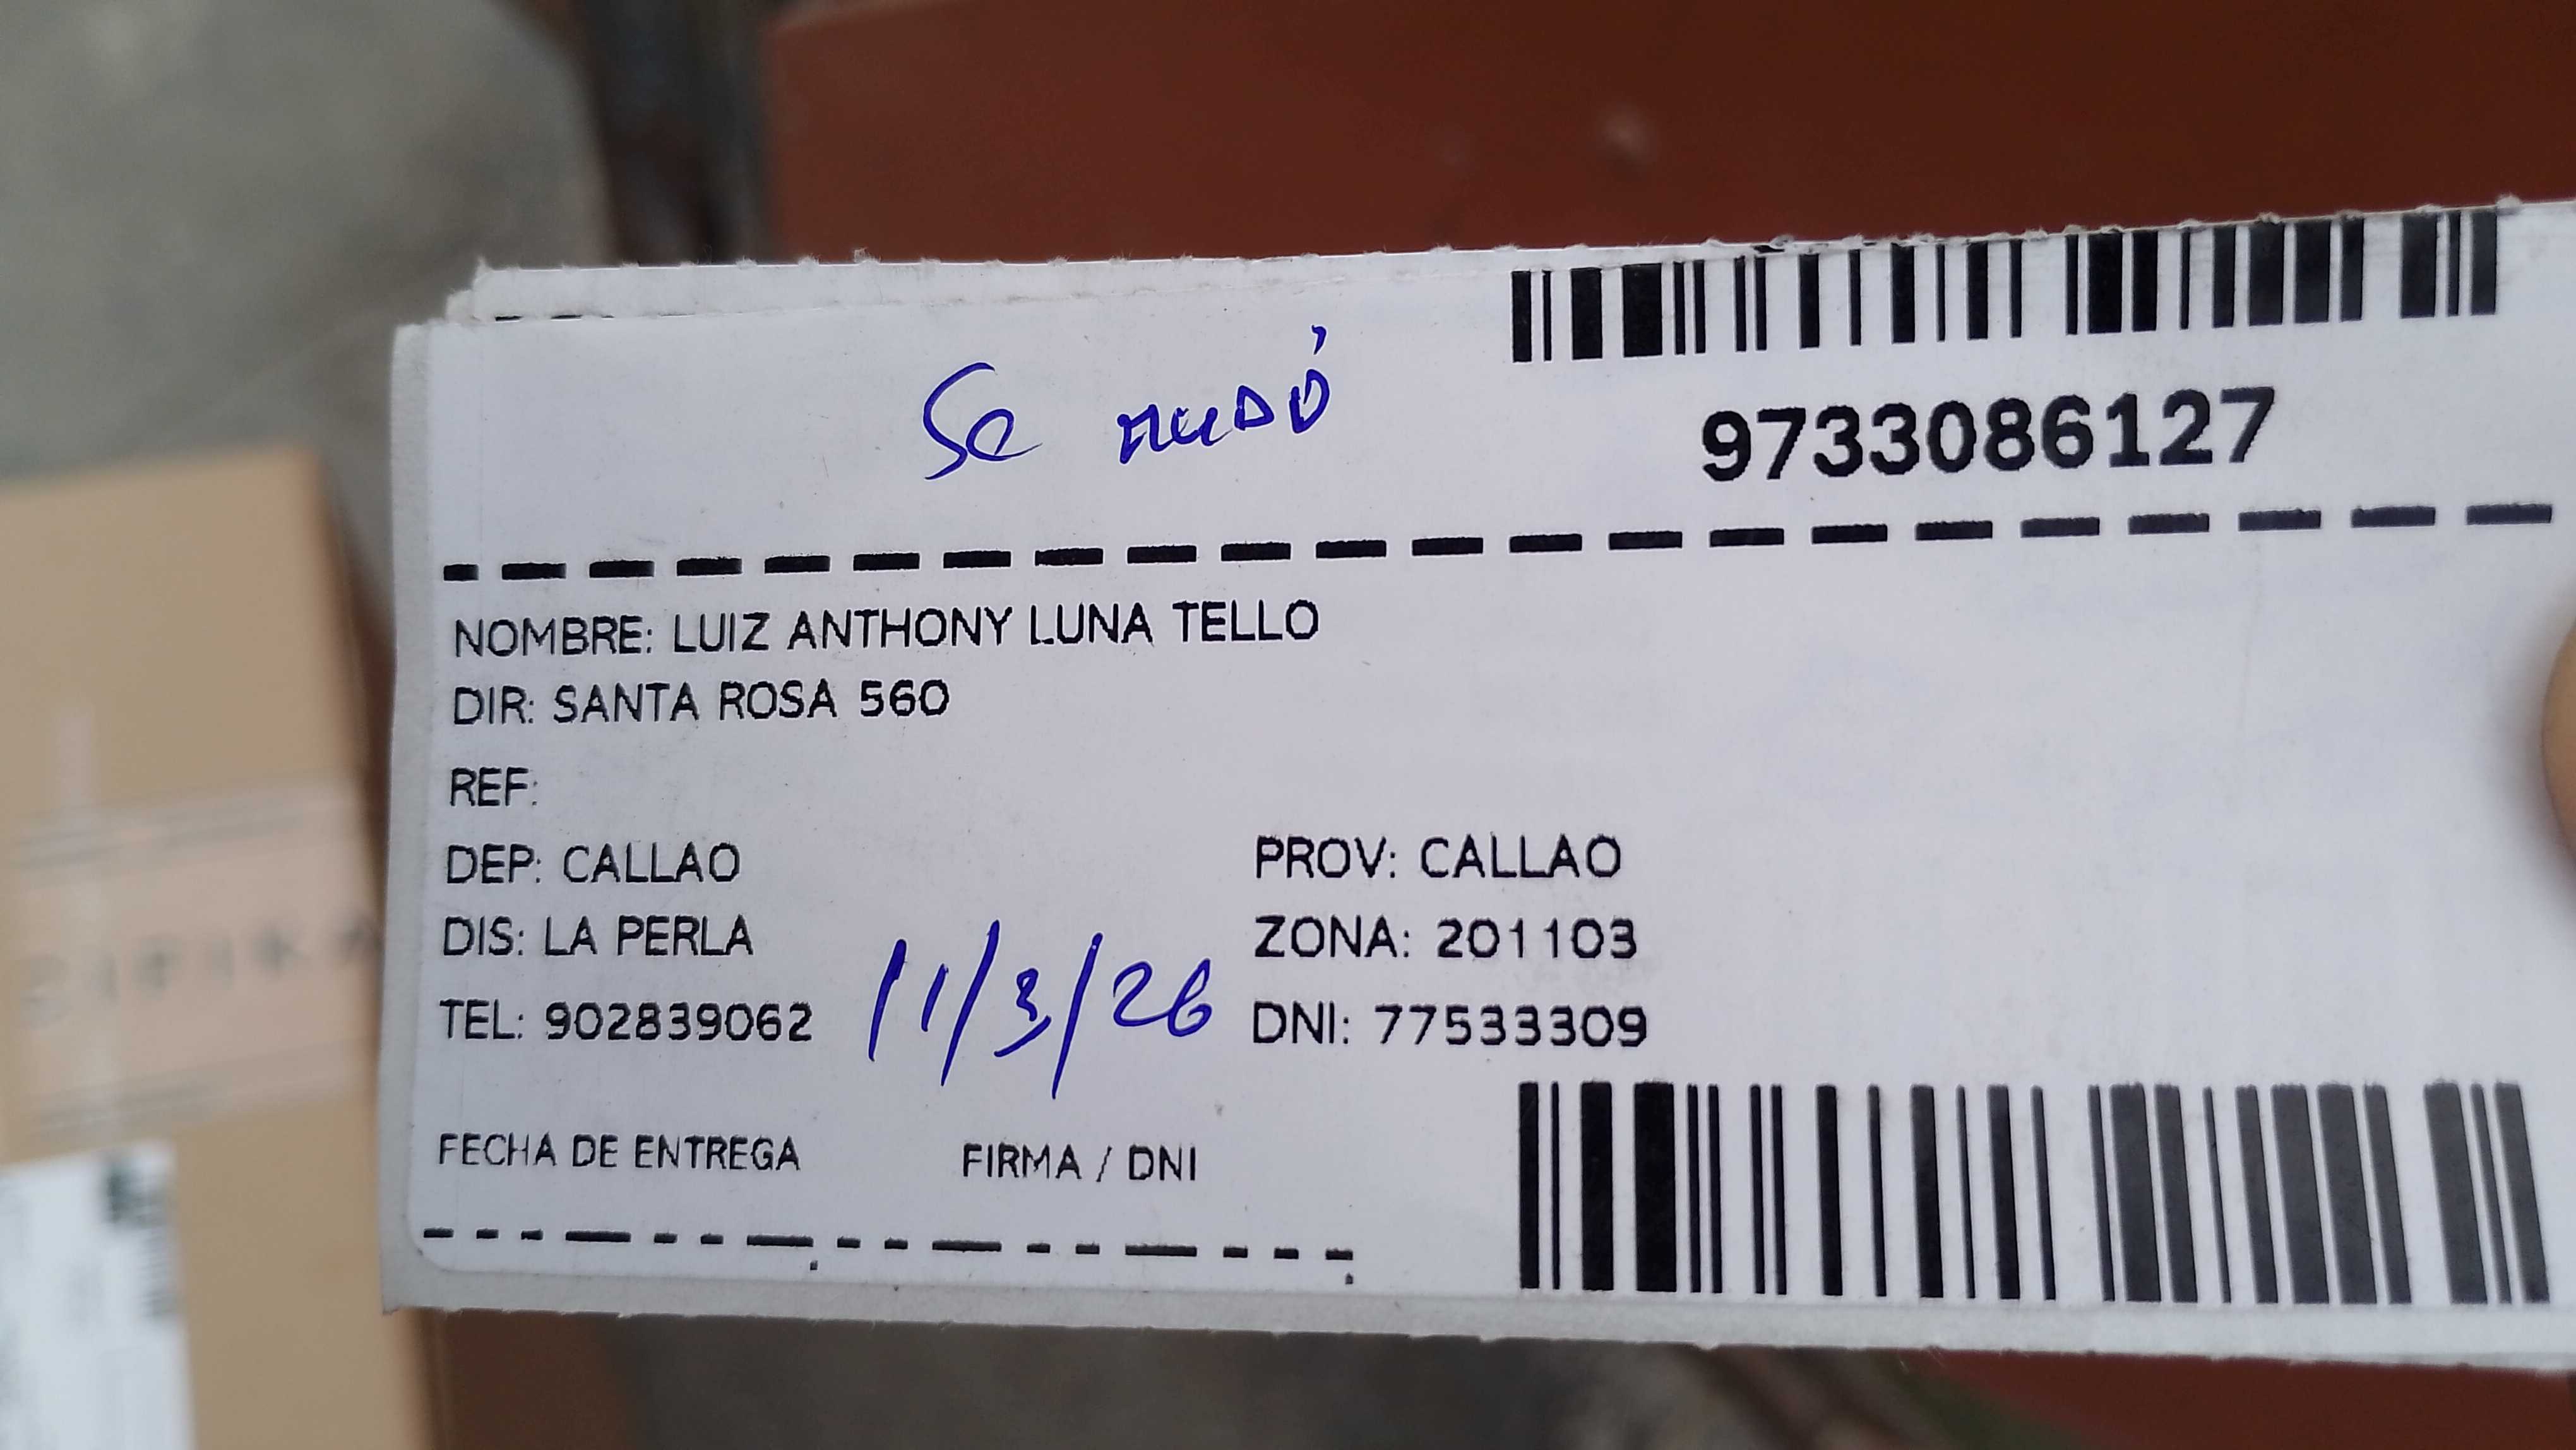 Se mudó
9733086127
NOMBRE: LUIZ ANTHONY LUNA TELLO
DIR: SANTA ROSA 560
REF:
DEP: CALLAO
PROV: CALLAO
DIS: LA PERLA
ZONA: 201103
TEL: 902839062
11/3/26
DNI: 77533309
FECHA DE ENTREGA
FIRMA / DNI